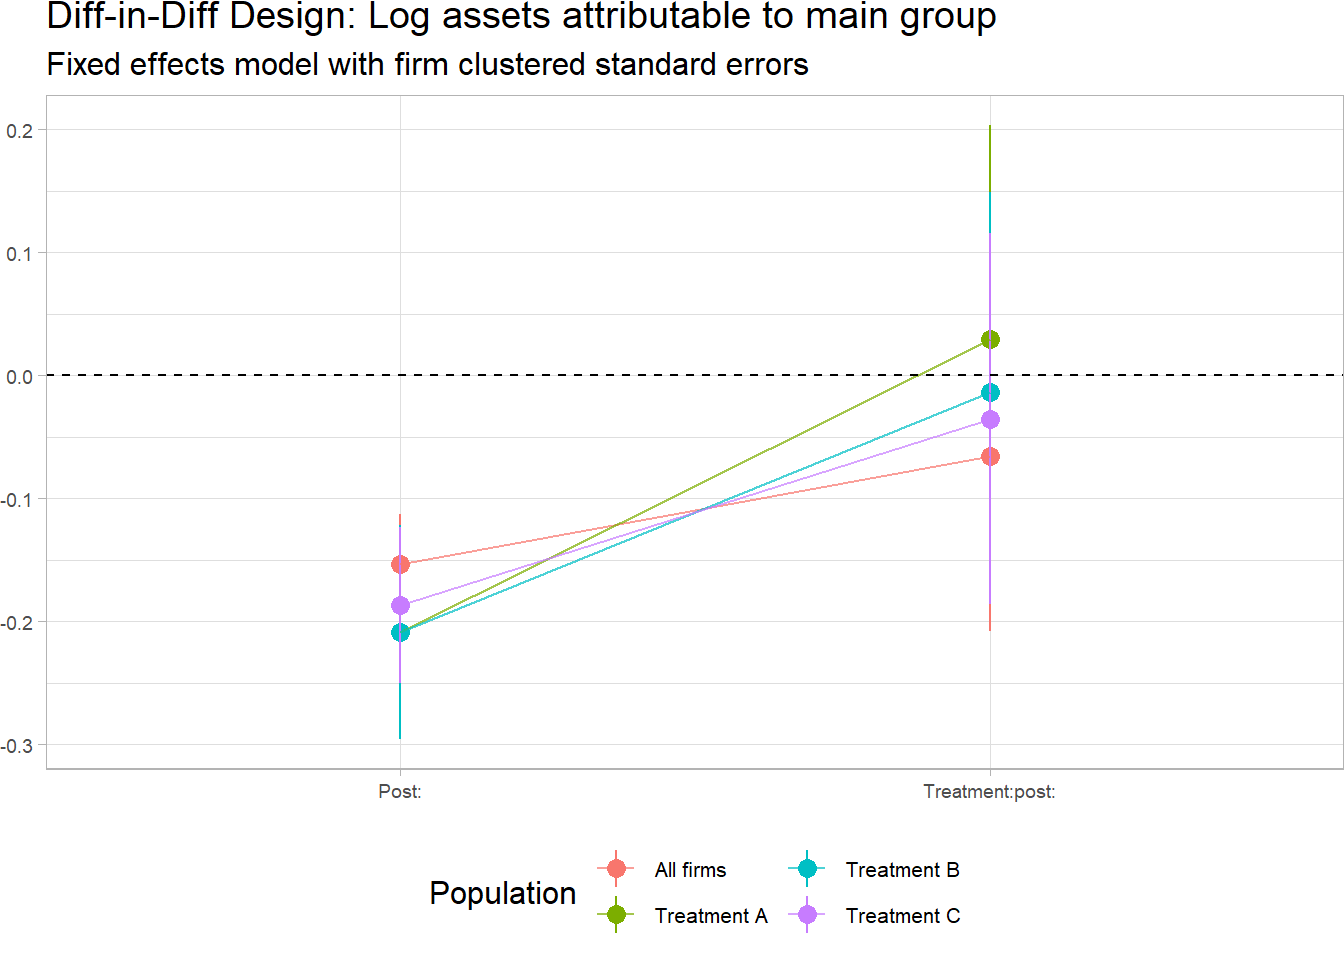 Diff-in-Diff Design: Log assets attributable to main group
Fixed effects model with firm clustered standard errors
0.2
0.1
0.0
-0.1
-0.2
-0.3
Post:
Treatment:post:
Population
All firms
Treatment A
Treatment B
Treatment C